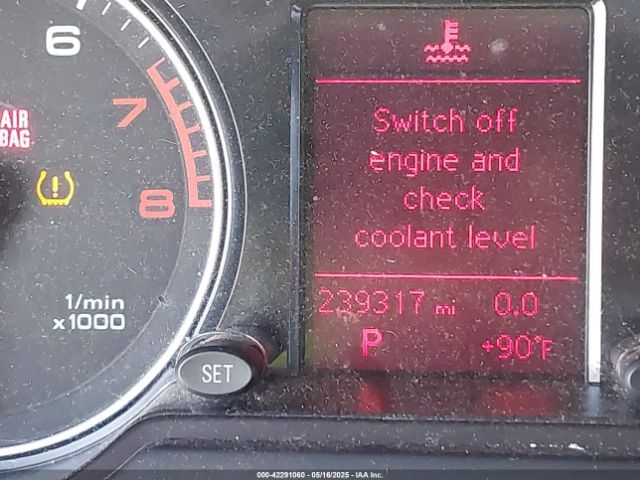 6
7
8
AIR
BAG
1/min
x1000
SET
Switch off
engine and
check
coolant level
239317 mi 0.0
P +90°F
000-42291060 - 05/16/2025 - IAA Inc.